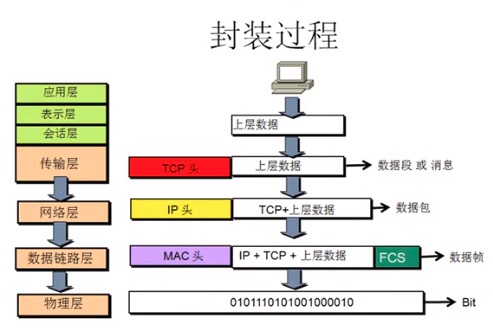 封装过程
应用层
表示层
会话层
传输层
网络层
数据链路层
物理层
上层数据
TCP 头 上层数据 数据段 或 消息
IP 头 TCP+上层数据 数据包
MAC 头 IP + TCP + 上层数据 FCS 数据帧
0101110101001000010 Bit